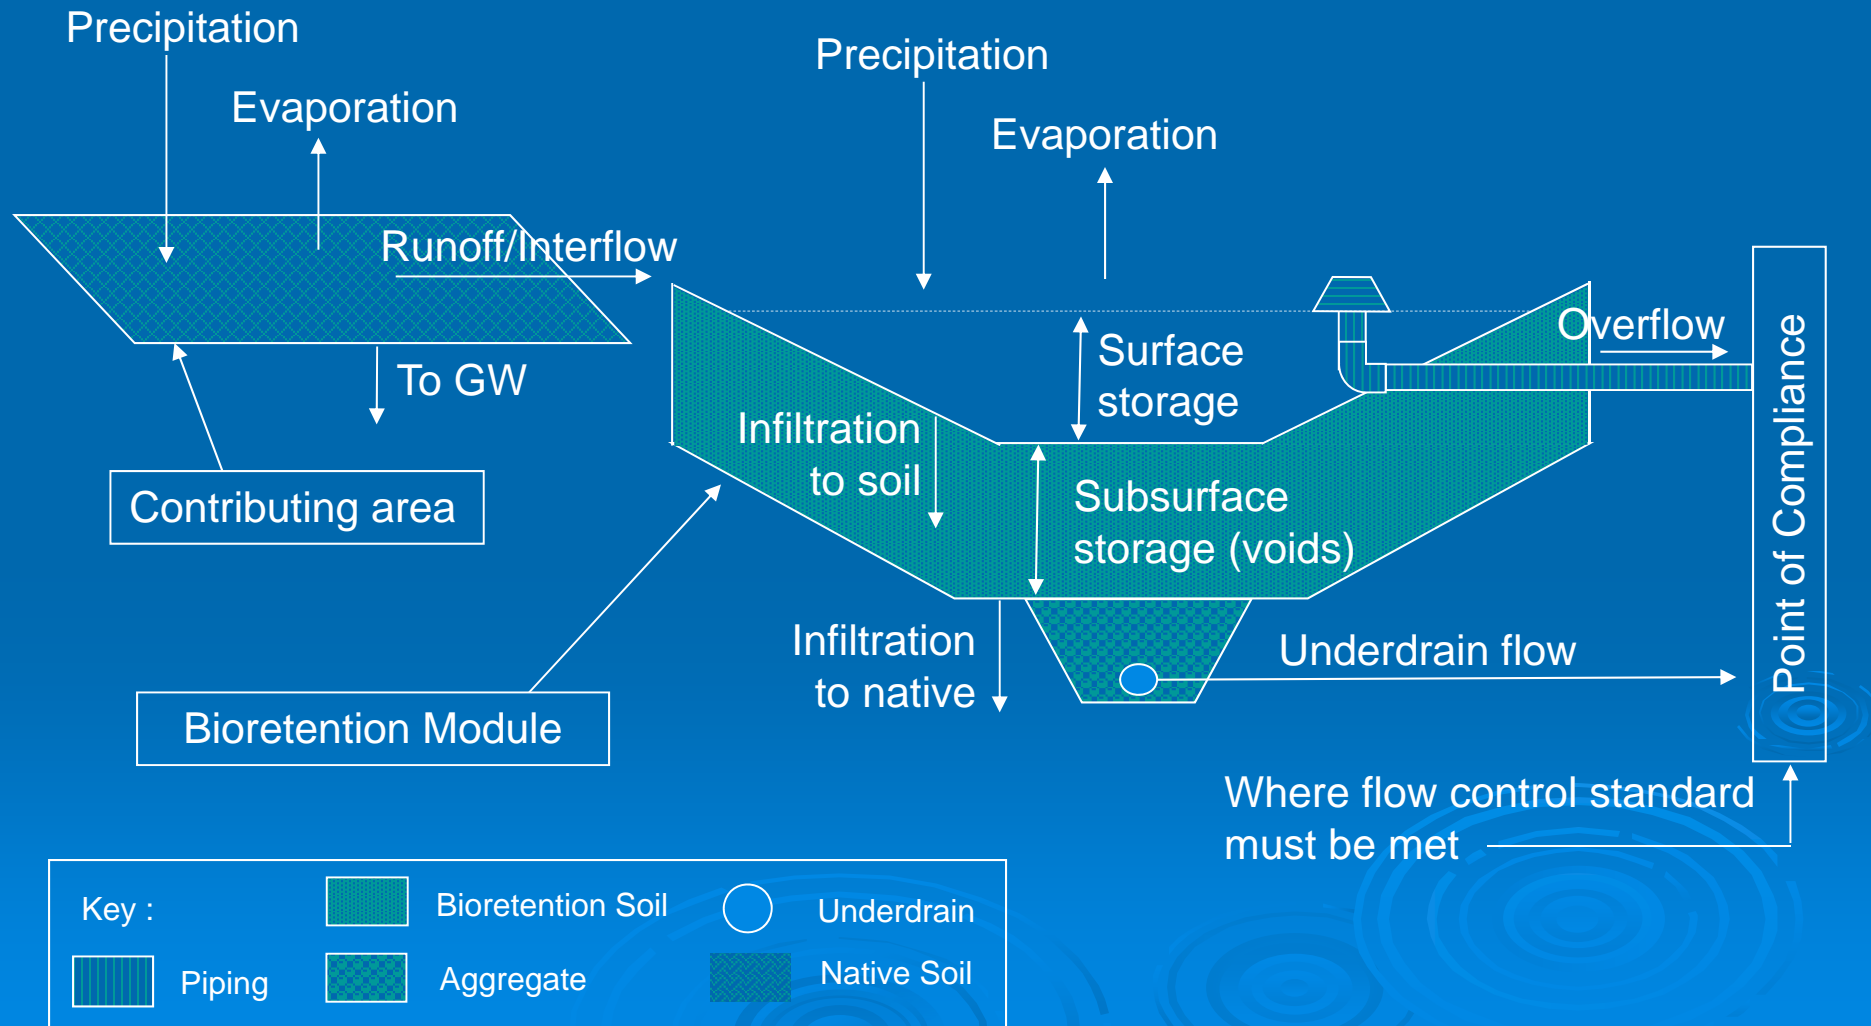 Precipitation
Evaporation
Runoff/Interflow
To GW
Contributing area
Precipitation
Evaporation
Surface
storage
Overflow
Infiltration
to soil
Subsurface
storage (voids)
Infiltration
to native
Underdrain flow
Bioretention Module
Point of Compliance
Where flow control standard
must be met
Key :
Bioretention Soil
Underdrain
Piping
Aggregate
Native Soil